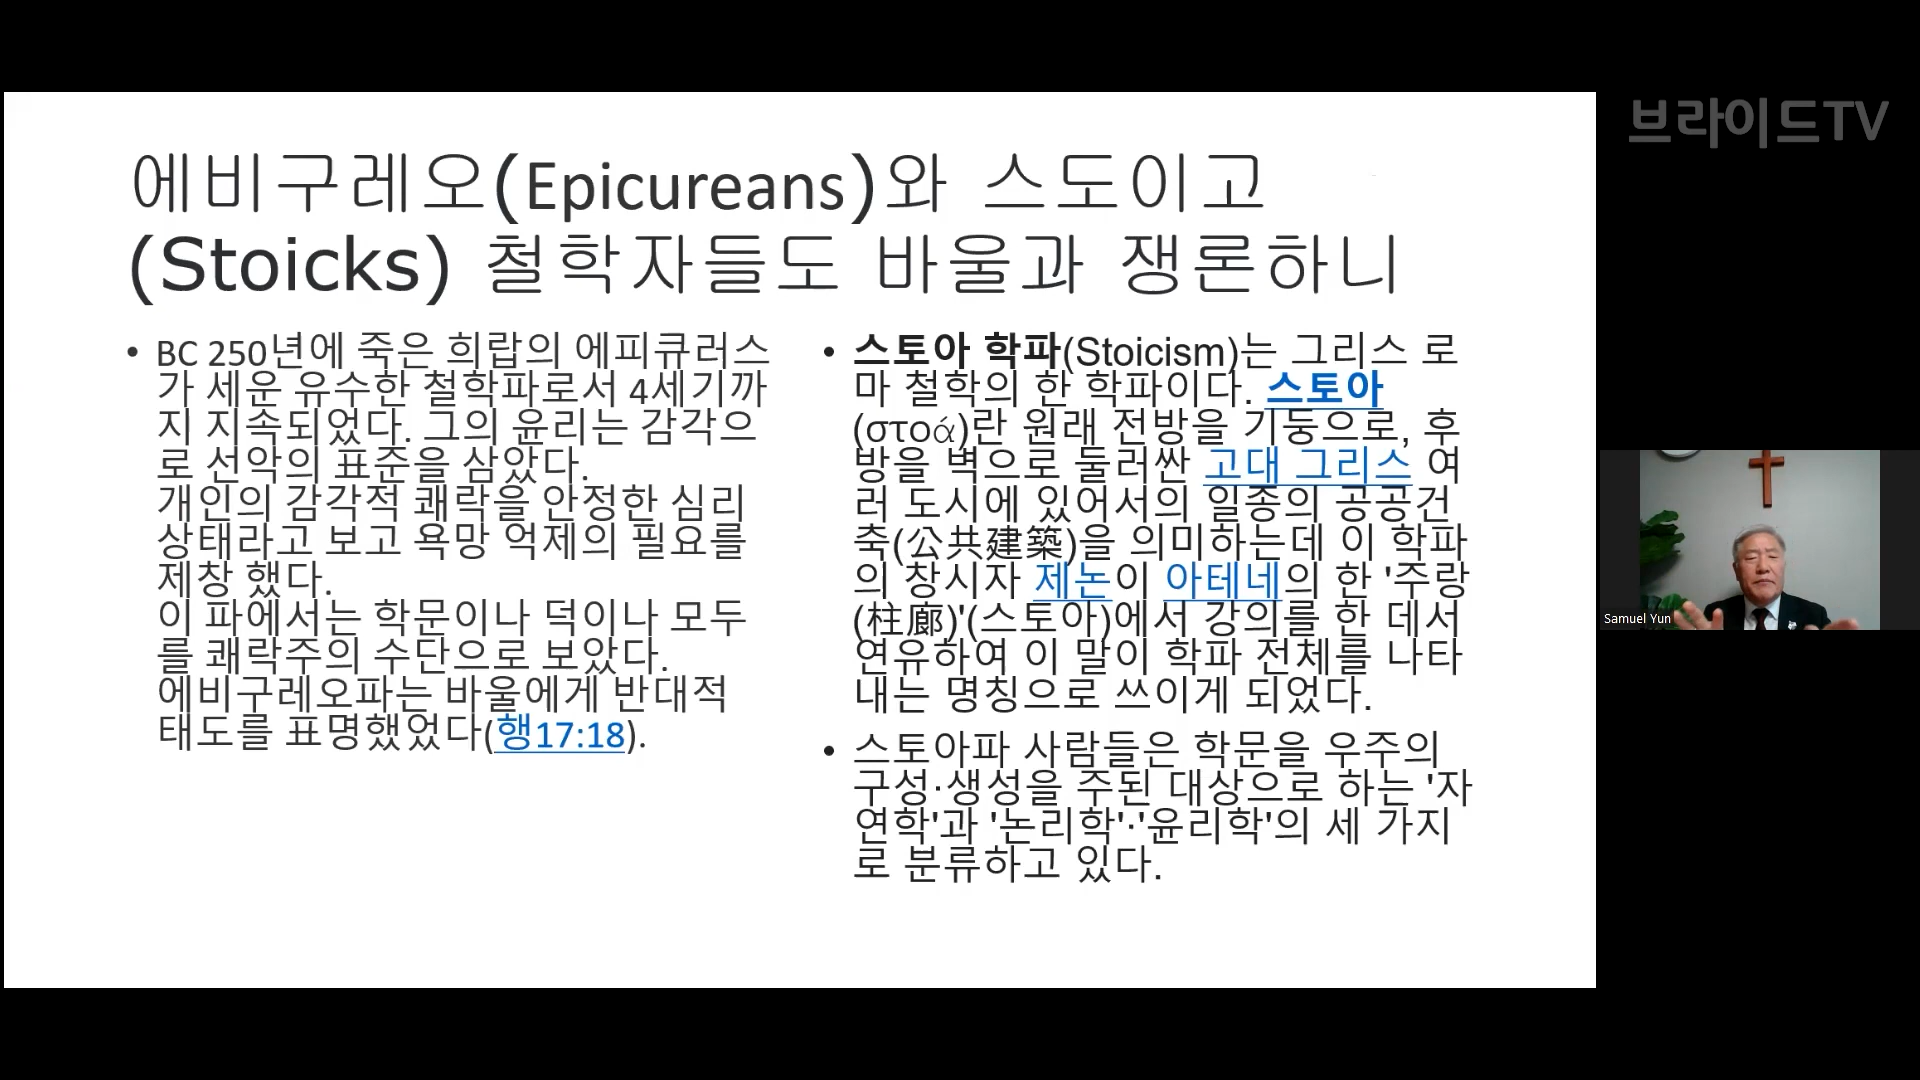 브라이드TV
에비구레오(Epicureans)와 스도이고
(Stoicks) 철학자들도 바울과 쟁론하니
• BC 250년에 죽은 희랍의 에피큐러스
가 세운 유수한 철학파로서 4세기까
지 지속되었다. 그의 윤리는 감각으
로 선악의 표준을 삼았다.
개인의 감각적 쾌락을 안정한 심리
상태라고 보고 욕망 억제의 필요를
제창 했다.
이 파에서는 학문이나 덕이나 모두
를 쾌락주의 수단으로 보았다.
에비구레오파는 바울에게 반대적
태도를 표명했었다(행17:18).
• 스토아 학파(Stoicism)는 그리스 로
마 철학의 한 학파이다. 스토아
(στοά)란 원래 전방을 기둥으로, 후
방을 벽으로 둘러싼 고대 그리스 여
러 도시에 있어서의 일종의 공공건
축(公共建築)을 의미하는데 이 학파
의 창시자 제논이 아테네의 한 '주랑
(柱廊)'(스토아)에서 강의를 한 데서
연유하여 이 말이 학파 전체를 나타
내는 명칭으로 쓰이게 되었다.
• 스토아파 사람들은 학문을 우주의
구성·생성을 주된 대상으로 하는 '자
연학'과 '논리학'·'윤리학'의 세 가지
로 분류하고 있다.
Samuel Yun